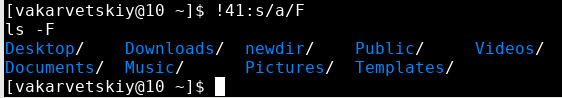 [vakarvetskiy@10 ~]$ !41:s/a/F
ls -F
Desktop/ Downloads/ newdir/ Public/ Videos/
Documents/ Music/ Pictures/ Templates/
[vakarvetskiy@10 ~]$